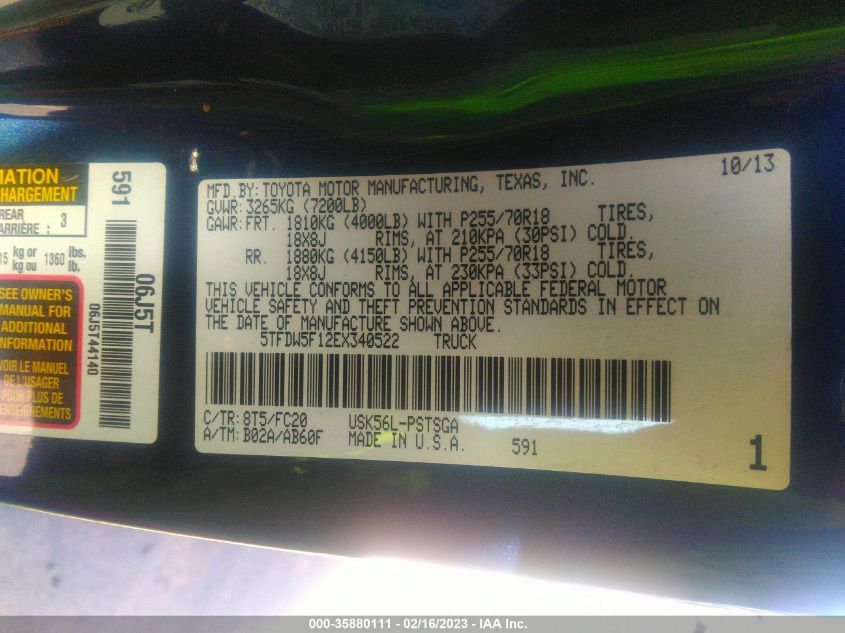 MATION
CHARGEMENT
REAR
ARRIÈRE : 3
15 kg or 1360 lbs.
kg ou lb.
SEE OWNER'S
MANUAL FOR
ADDITIONAL
INFORMATION
VOIR LE MANUEL
DE L'USAGER
POUR PLUS DE
RENSEIGNEMENTS
591
06J5T
06J5T44140
10/13
MFD. BY: TOYOTA MOTOR MANUFACTURING, TEXAS, INC.
GVWR: 3265KG (7200LB)
GAWR: FRT. 1810KG (4000LB) WITH P255/70R18 TIRES,
18x8J RIMS, AT 210KPA (30PSI) COLD.
RR. 1880KG (4150LB) WITH P255/70R18 TIRES,
18x8J RIMS, AT 230KPA (33PSI) COLD.
THIS VEHICLE CONFORMS TO ALL APPLICABLE FEDERAL MOTOR
VEHICLE SAFETY AND THEFT PREVENTION STANDARDS IN EFFECT ON
THE DATE OF MANUFACTURE SHOWN ABOVE.
5TFDW5F12EX340522 TRUCK
C/TR: 8T5/FC20 USK56L-PSTSGA
A/TM: B02A/AB60F MADE IN U.S.A. 591
1
000-35880111 - 02/16/2023 - IAA Inc.